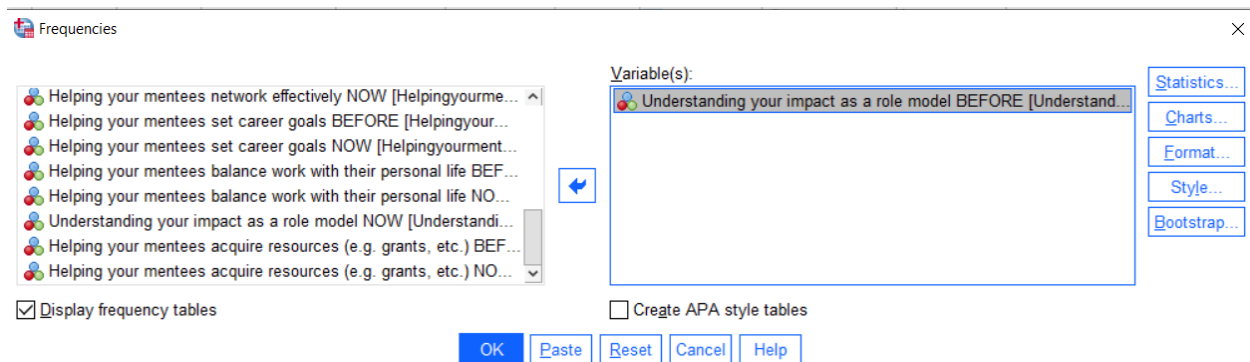 Frequencies
Variable(s):
Helping your mentees network effectively NOW [Helpingyourme...
Helping your mentees set career goals BEFORE [Helpingyour...
Helping your mentees set career goals NOW [Helpingyourment...
Helping your mentees balance work with their personal life BEF...
Helping your mentees balance work with their personal life NO...
Understanding your impact as a role model NOW [Understandi...
Helping your mentees acquire resources (e.g. grants, etc.) BEF...
Helping your mentees acquire resources (e.g. grants, etc.) NO...
Understanding your impact as a role model BEFORE [Understand...
Statistics...
Charts...
Format...
Style...
Bootstrap...
Display frequency tables
Create APA style tables
OK
Paste
Reset
Cancel
Help